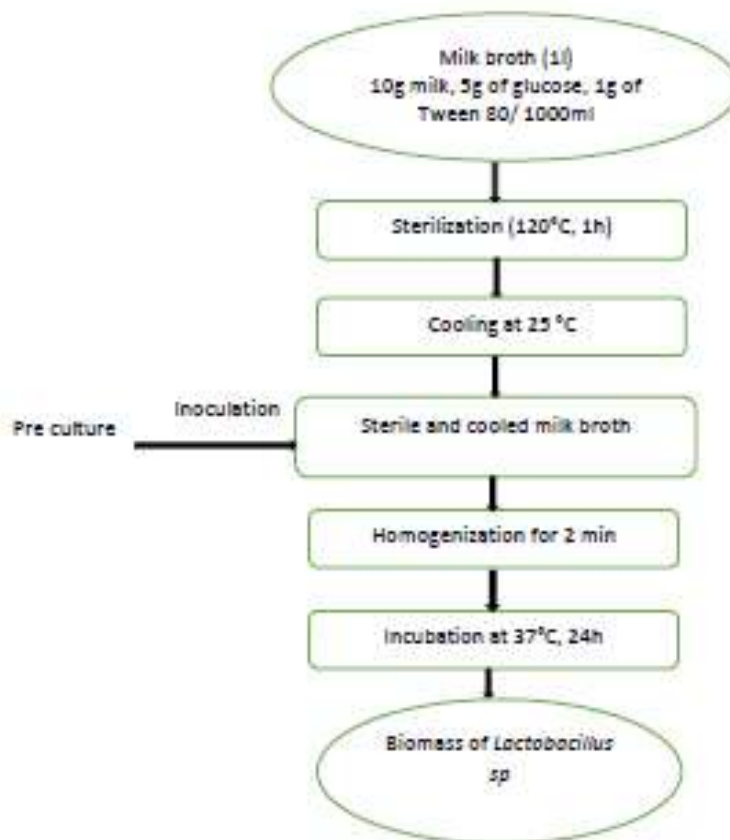 Milk broth (1l)
10g milk, 5g of glucose, 1g of
Tween 80/ 1000ml
Sterilization (120°C, 1h)
Cooling at 25 °C
Inoculation
Pre culture
Sterile and cooled milk broth
Homogenization for 2 min
Incubation at 37°C, 24h
Biomass of Lactobacillus
sp